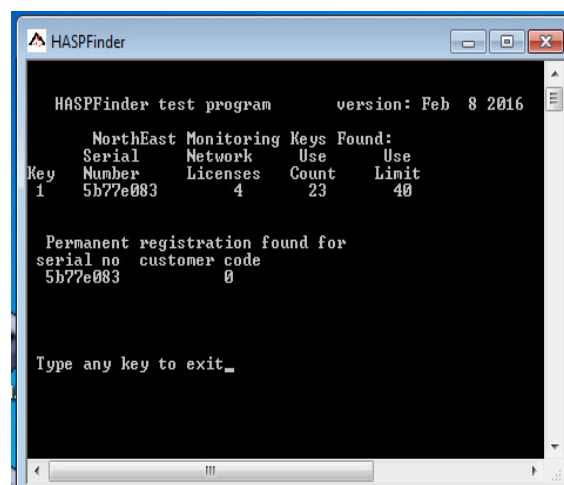 HASPFinder
HASPFinder test program version: Feb 8 2016
NorthEast Monitoring Keys Found:
Serial Network Use Use
Key Number Licenses Count Limit
1 5b77e083 4 23 40
Permanent registration found for
serial no customer code
5b77e083 0
Type any key to exit_